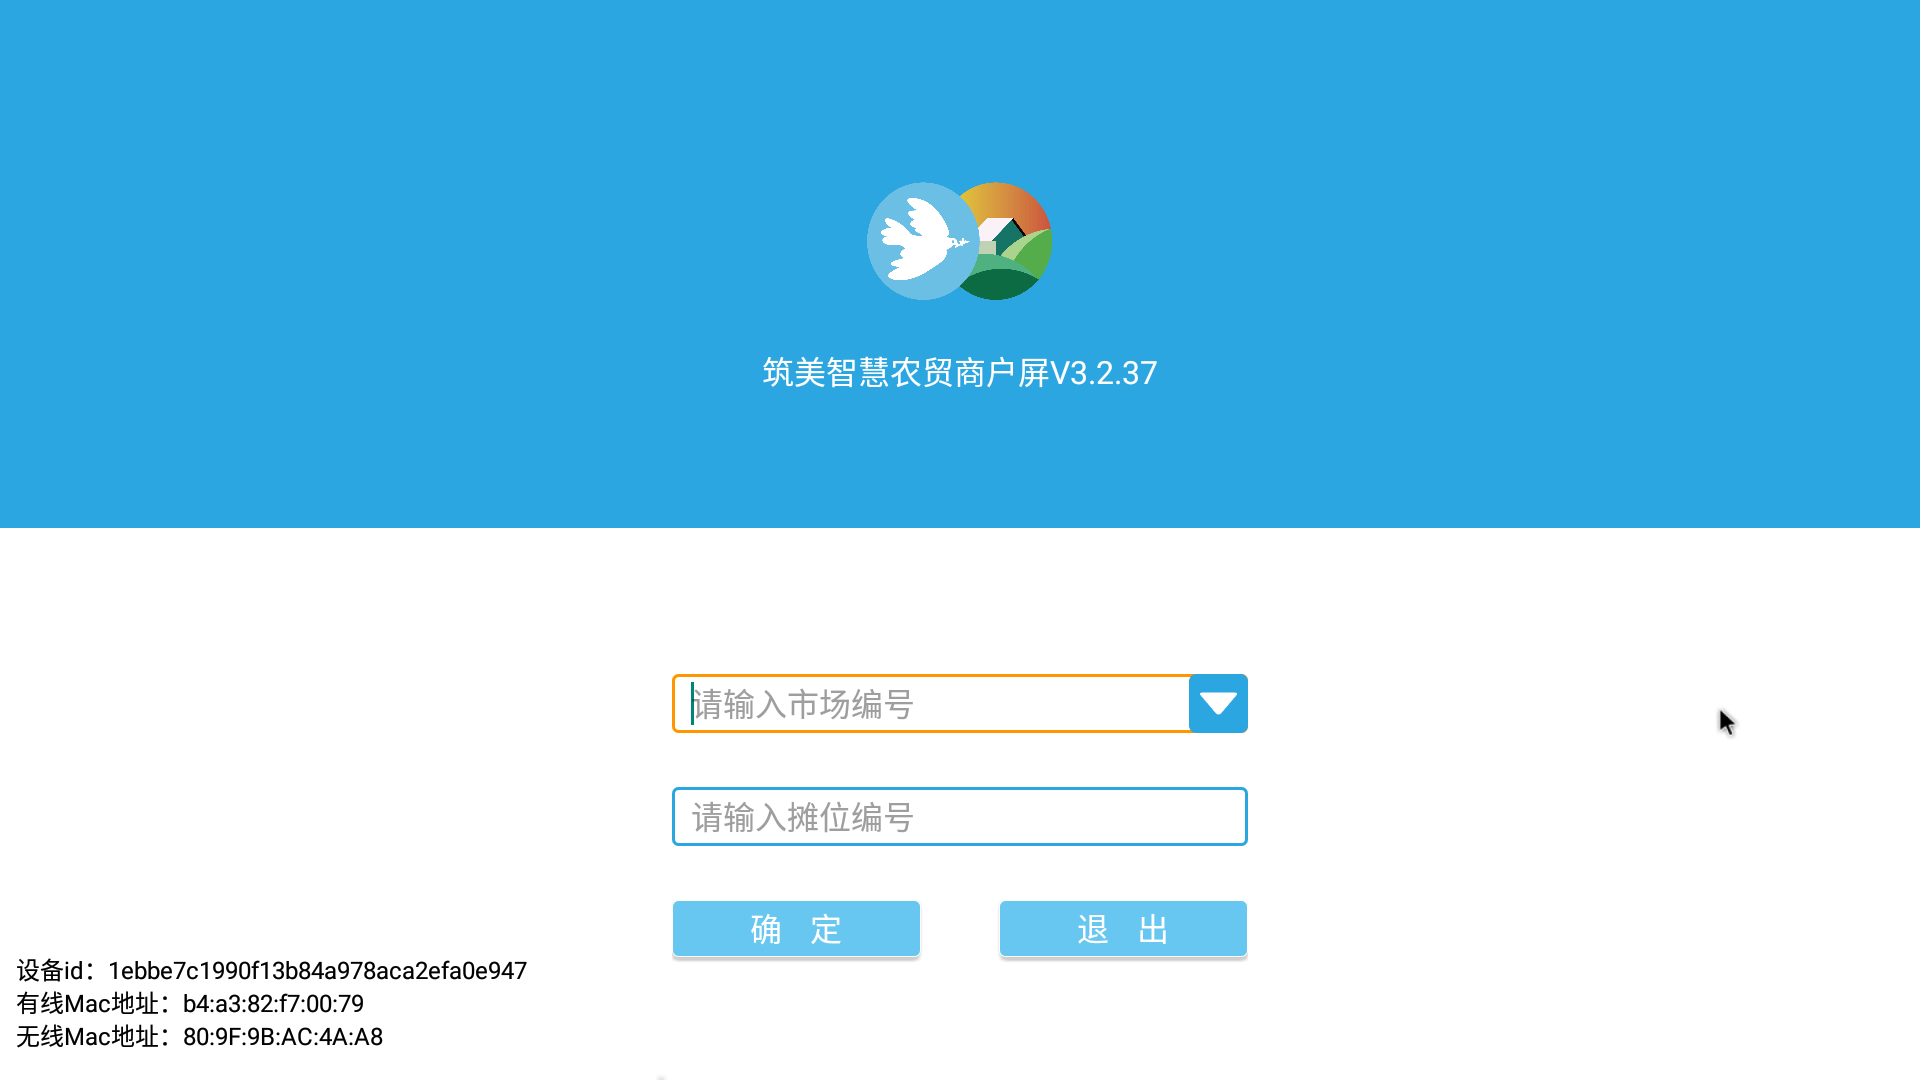 筑美智慧农贸商户屏V3.2.37
请输入市场编号
请输入摊位编号
确 定
退 出
设备id：1ebbe7c1990f13b84a978aca2efa0e947
有线Mac地址：b4:a3:82:f7:00:79
无线Mac地址：80:9F:9B:AC:4A:A8